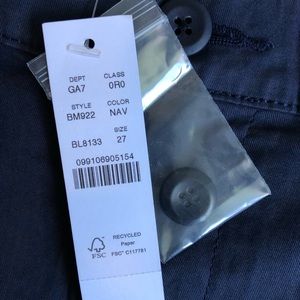 DEPT CLASS
GA7 0R0
STYLE COLOR
BM922 NAV
SIZE
BL8133 27
099106905154
FSC
RECYCLED
Paper
FSC® C117781